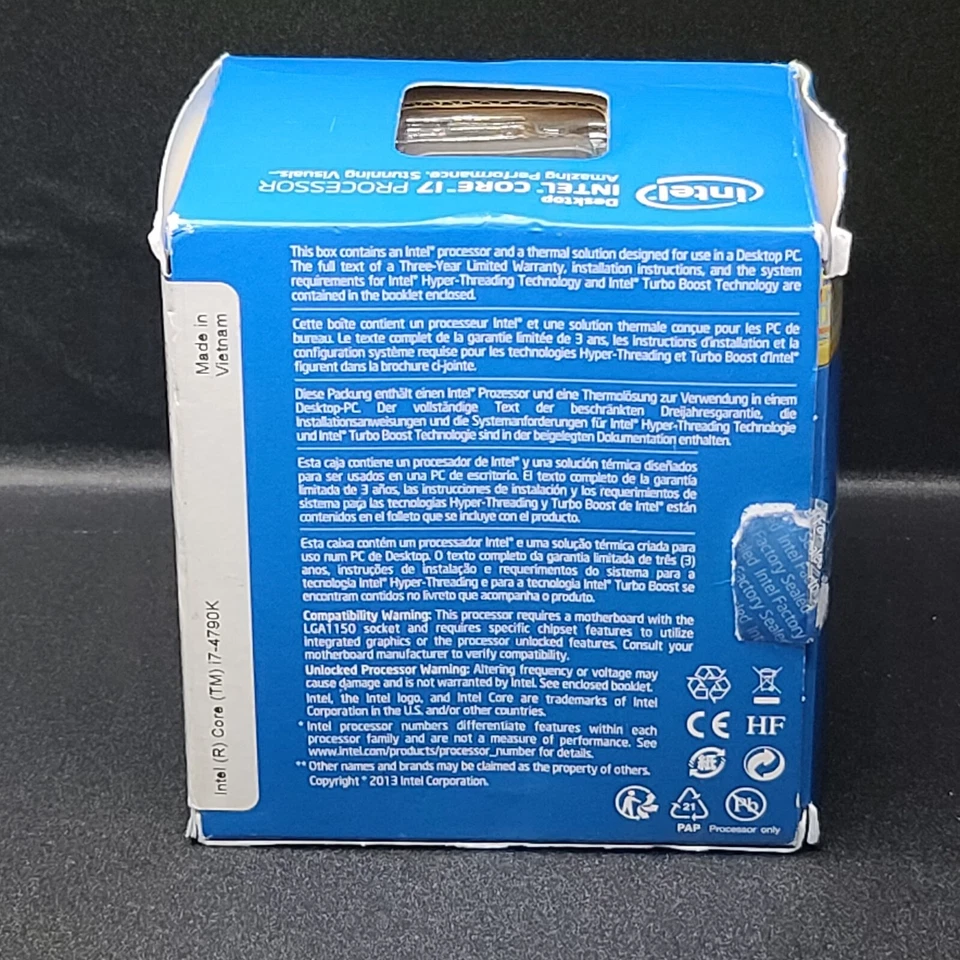 intel®
Desktop
INTEL® CORE™ i7 PROCESSOR
Amazing Performance. Stunning Visuals.
Made in
Vietnam
Intel (R) Core (TM) i7-4790K
This box contains an Intel® processor and a thermal solution designed for use in a Desktop PC.
The full text of a Three-Year Limited Warranty, installation instructions, and the system
requirements for Intel® Hyper-Threading Technology and Intel® Turbo Boost Technology are
contained in the booklet enclosed.
Cette boîte contient un processeur Intel® et une solution thermale conçue pour les PC de
bureau. Le texte complet de la garantie limitée de 3 ans, les instructions d'installation et la
configuration système requise pour les technologies Hyper-Threading et Turbo Boost d'Intel®
figurent dans la brochure ci-jointe.
Diese Packung enthält einen Intel® Prozessor und eine Thermolösung zur Verwendung in einem
Desktop-PC. Der vollständige Text der beschränkten Dreijahresgarantie, die
Installationsanweisungen und die Systemanforderungen für Intel® Hyper-Threading Technologie
und Intel® Turbo Boost Technologie sind in der beigelegten Dokumentation enthalten.
Esta caja contiene un procesador de Intel® y una solución térmica diseñados
para ser usados en una PC de escritorio. El texto completo de la garantía
limitada de 3 años, las instrucciones de instalación y los requerimientos de
sistema para las tecnologías Hyper-Threading y Turbo Boost de Intel® están
contenidos en el folleto que se incluye con el producto.
Esta caixa contém um processador Intel® e uma solução térmica criada para
uso num PC de Desktop. O texto completo da garantia limitada de três (3)
anos, instruções de instalação e requerimentos do sistema para a
tecnologia Intel® Hyper-Threading e para a tecnologia Intel® Turbo Boost se
encontram contidos no livreto que acompanha o produto.
Compatibility Warning: This processor requires a motherboard with the
LGA1150 socket and requires specific chipset features to utilize
integrated graphics or the processor unlocked features. Consult your
motherboard manufacturer to verify compatibility.
Unlocked Processor Warning: Altering frequency or voltage may
cause damage and is not warranted by Intel. See enclosed booklet.
Intel, the Intel logo, and Intel Core are trademarks of Intel
Corporation in the U.S. and/or other countries.
* Intel processor numbers differentiate features within each
processor family and are not a measure of performance. See
www.intel.com/products/processor_number for details.
** Other names and brands may be claimed as the property of others.
Copyright © 2013 Intel Corporation.
Factory Sealed
Intel Factory
Sealed
CE HF
紙
21
PAP
Pb
Processor only